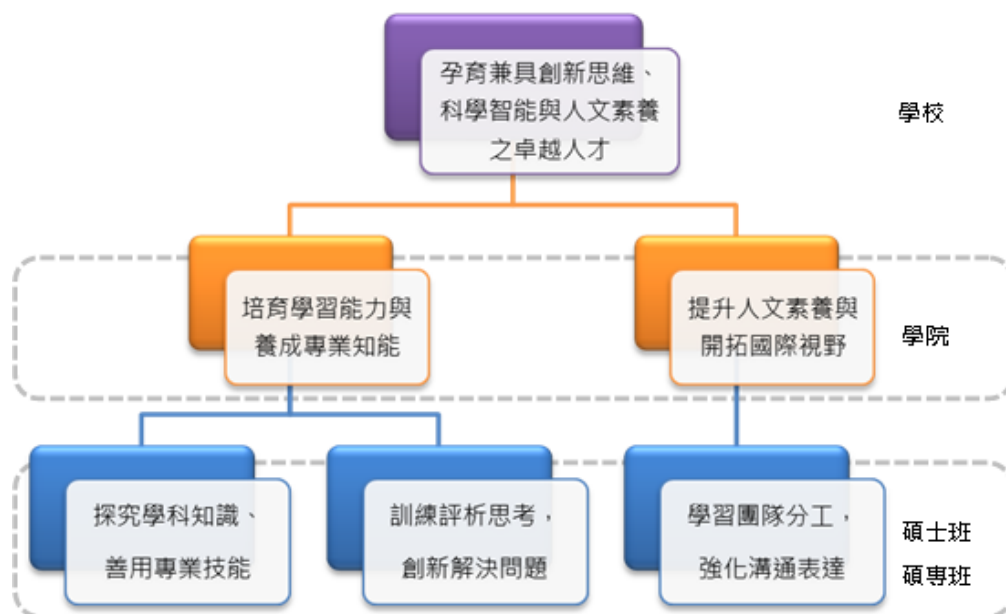 孕育兼具創新思維、
科學智能與人文素養
之卓越人才
學校
培育學習能力與
養成專業知能
提升人文素養與
開拓國際視野
學院
探究學科知識、
善用專業技能
訓練評析思考，
創新解決問題
學習團隊分工，
強化溝通表達
碩士班
碩專班